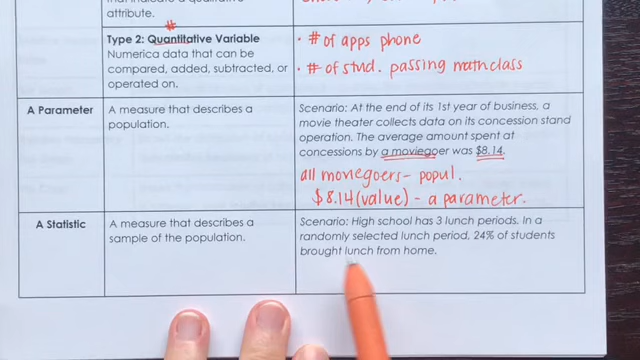 that indicate a qualitative
attribute.
#
Type 2: Quantitative Variable
Numerica data that can be
compared, added, subtracted, or
operated on.
• # of apps phone
• # of stud. passing math class
A Parameter
A measure that describes a
population.
Scenario: At the end of its 1st year of business, a
movie theater collects data on its concession stand
operation. The average amount spent at
concessions by a moviegoer was $8.14.
all moviegoers- popul.
$8.14 (value) - a parameter.
A Statistic
A measure that describes a
sample of the population.
Scenario: High school has 3 lunch periods. In a
randomly selected lunch period, 24% of students
brought lunch from home.